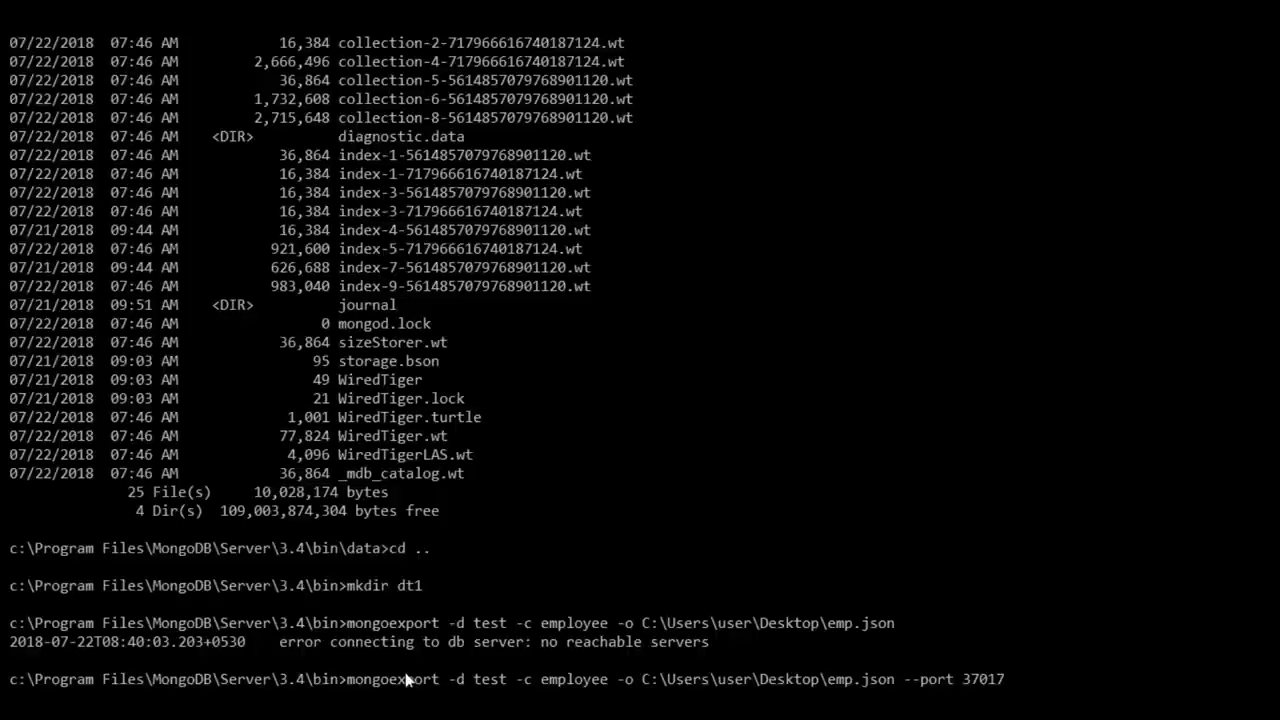 07/22/2018  07:46 AM            16,384 collection-2-717966616740187124.wt
07/22/2018  07:46 AM         2,666,496 collection-4-717966616740187124.wt
07/22/2018  07:46 AM            36,864 collection-5-5614857079768901120.wt
07/22/2018  07:46 AM         1,732,608 collection-6-5614857079768901120.wt
07/22/2018  07:46 AM         2,715,648 collection-8-5614857079768901120.wt
07/22/2018  07:46 AM    <DIR>          diagnostic.data
07/22/2018  07:46 AM            36,864 index-1-5614857079768901120.wt
07/22/2018  07:46 AM            16,384 index-1-717966616740187124.wt
07/22/2018  07:46 AM            16,384 index-3-5614857079768901120.wt
07/22/2018  07:46 AM            16,384 index-3-717966616740187124.wt
07/21/2018  09:44 AM            16,384 index-4-5614857079768901120.wt
07/22/2018  07:46 AM           921,600 index-5-717966616740187124.wt
07/21/2018  09:44 AM           626,688 index-7-5614857079768901120.wt
07/22/2018  07:46 AM           983,040 index-9-5614857079768901120.wt
07/21/2018  09:51 AM    <DIR>          journal
07/22/2018  07:46 AM                 0 mongod.lock
07/22/2018  07:46 AM            36,864 sizeStorer.wt
07/21/2018  09:03 AM                95 storage.bson
07/21/2018  09:03 AM                49 WiredTiger
07/21/2018  09:03 AM                21 WiredTiger.lock
07/22/2018  07:46 AM             1,001 WiredTiger.turtle
07/22/2018  07:46 AM            77,824 WiredTiger.wt
07/22/2018  07:46 AM             4,096 WiredTigerLAS.wt
07/22/2018  07:46 AM            36,864 _mdb_catalog.wt
25 File(s)     10,028,174 bytes
4 Dir(s)  109,003,874,304 bytes free
c:\Program Files\MongoDB\Server\3.4\bin\data>cd ..
c:\Program Files\MongoDB\Server\3.4\bin>mkdir dt1
c:\Program Files\MongoDB\Server\3.4\bin>mongoexport -d test -c employee -o C:\Users\user\Desktop\emp.json
2018-07-22T08:40:03.203+0530    error connecting to db server: no reachable servers
c:\Program Files\MongoDB\Server\3.4\bin>mongoexport -d test -c employee -o C:\Users\user\Desktop\emp.json --port 37017